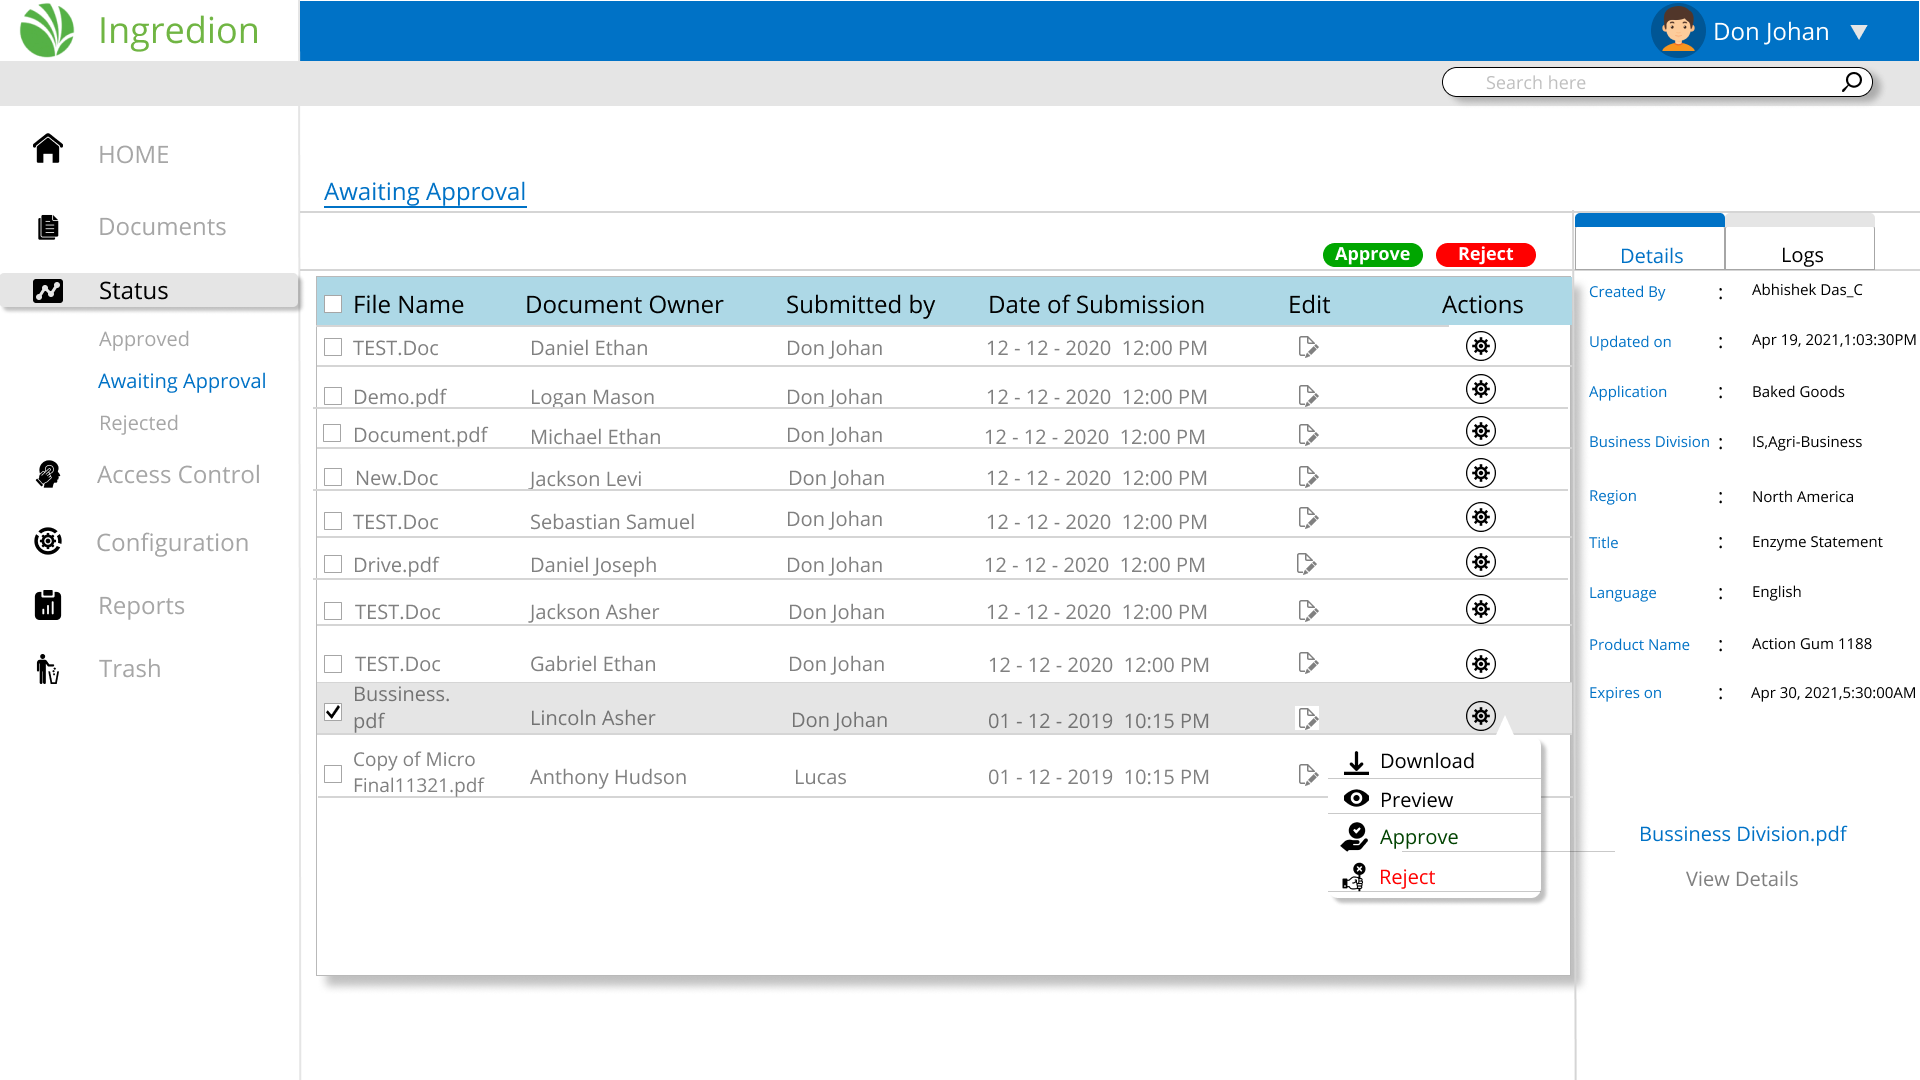 Ingredion
Don Johan
Search here
HOME
Documents
Status
Approved
Awaiting Approval
Rejected
Access Control
Configuration
Reports
Trash
Awaiting Approval
Approve Reject
File Name Document Owner Submitted by Date of Submission Edit Actions
TEST.Doc Daniel Ethan Don Johan 12 - 12 - 2020 12:00 PM
Demo.pdf Logan Mason Don Johan 12 - 12 - 2020 12:00 PM
Document.pdf Michael Ethan Don Johan 12 - 12 - 2020 12:00 PM
New.Doc Jackson Levi Don Johan 12 - 12 - 2020 12:00 PM
TEST.Doc Sebastian Samuel Don Johan 12 - 12 - 2020 12:00 PM
Drive.pdf Daniel Joseph Don Johan 12 - 12 - 2020 12:00 PM
TEST.Doc Jackson Asher Don Johan 12 - 12 - 2020 12:00 PM
TEST.Doc Gabriel Ethan Don Johan 12 - 12 - 2020 12:00 PM
Bussiness.
pdf Lincoln Asher Don Johan 01 - 12 - 2019 10:15 PM
Copy of Micro
Final11321.pdf Anthony Hudson Lucas 01 - 12 - 2019 10:15 PM
Download
Preview
Approve
Reject
Details Logs
Created By : Abhishek Das_C
Updated on : Apr 19, 2021,1:03:30PM
Application : Baked Goods
Business Division : IS,Agri-Business
Region : North America
Title : Enzyme Statement
Language : English
Product Name : Action Gum 1188
Expires on : Apr 30, 2021,5:30:00AM
Bussiness Division.pdf
View Details